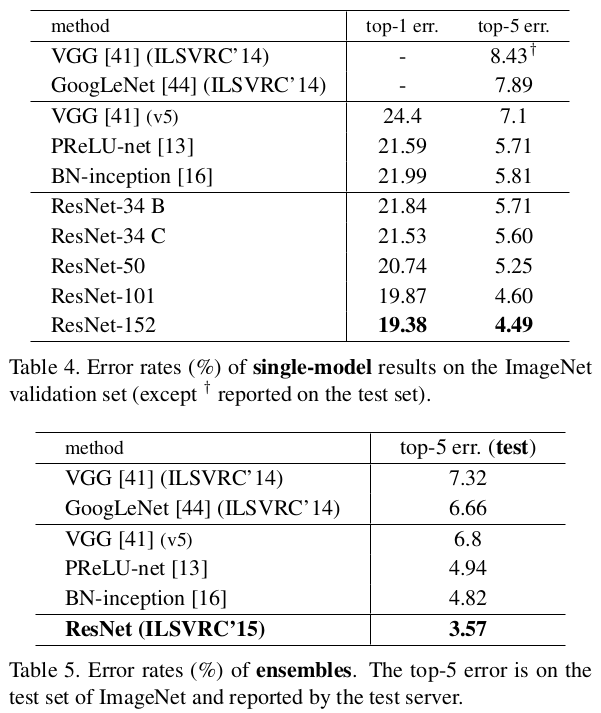 method top-1 err. top-5 err.
VGG [41] (ILSVRC’14) - 8.43†
GoogLeNet [44] (ILSVRC’14) - 7.89
VGG [41] (v5) 24.4 7.1
PReLU-net [13] 21.59 5.71
BN-inception [16] 21.99 5.81
ResNet-34 B 21.84 5.71
ResNet-34 C 21.53 5.60
ResNet-50 20.74 5.25
ResNet-101 19.87 4.60
ResNet-152 19.38 4.49
Table 4. Error rates (%) of single-model results on the ImageNet
validation set (except † reported on the test set).
method top-5 err. (test)
VGG [41] (ILSVRC’14) 7.32
GoogLeNet [44] (ILSVRC’14) 6.66
VGG [41] (v5) 6.8
PReLU-net [13] 4.94
BN-inception [16] 4.82
ResNet (ILSVRC’15) 3.57
Table 5. Error rates (%) of ensembles. The top-5 error is on the
test set of ImageNet and reported by the test server.